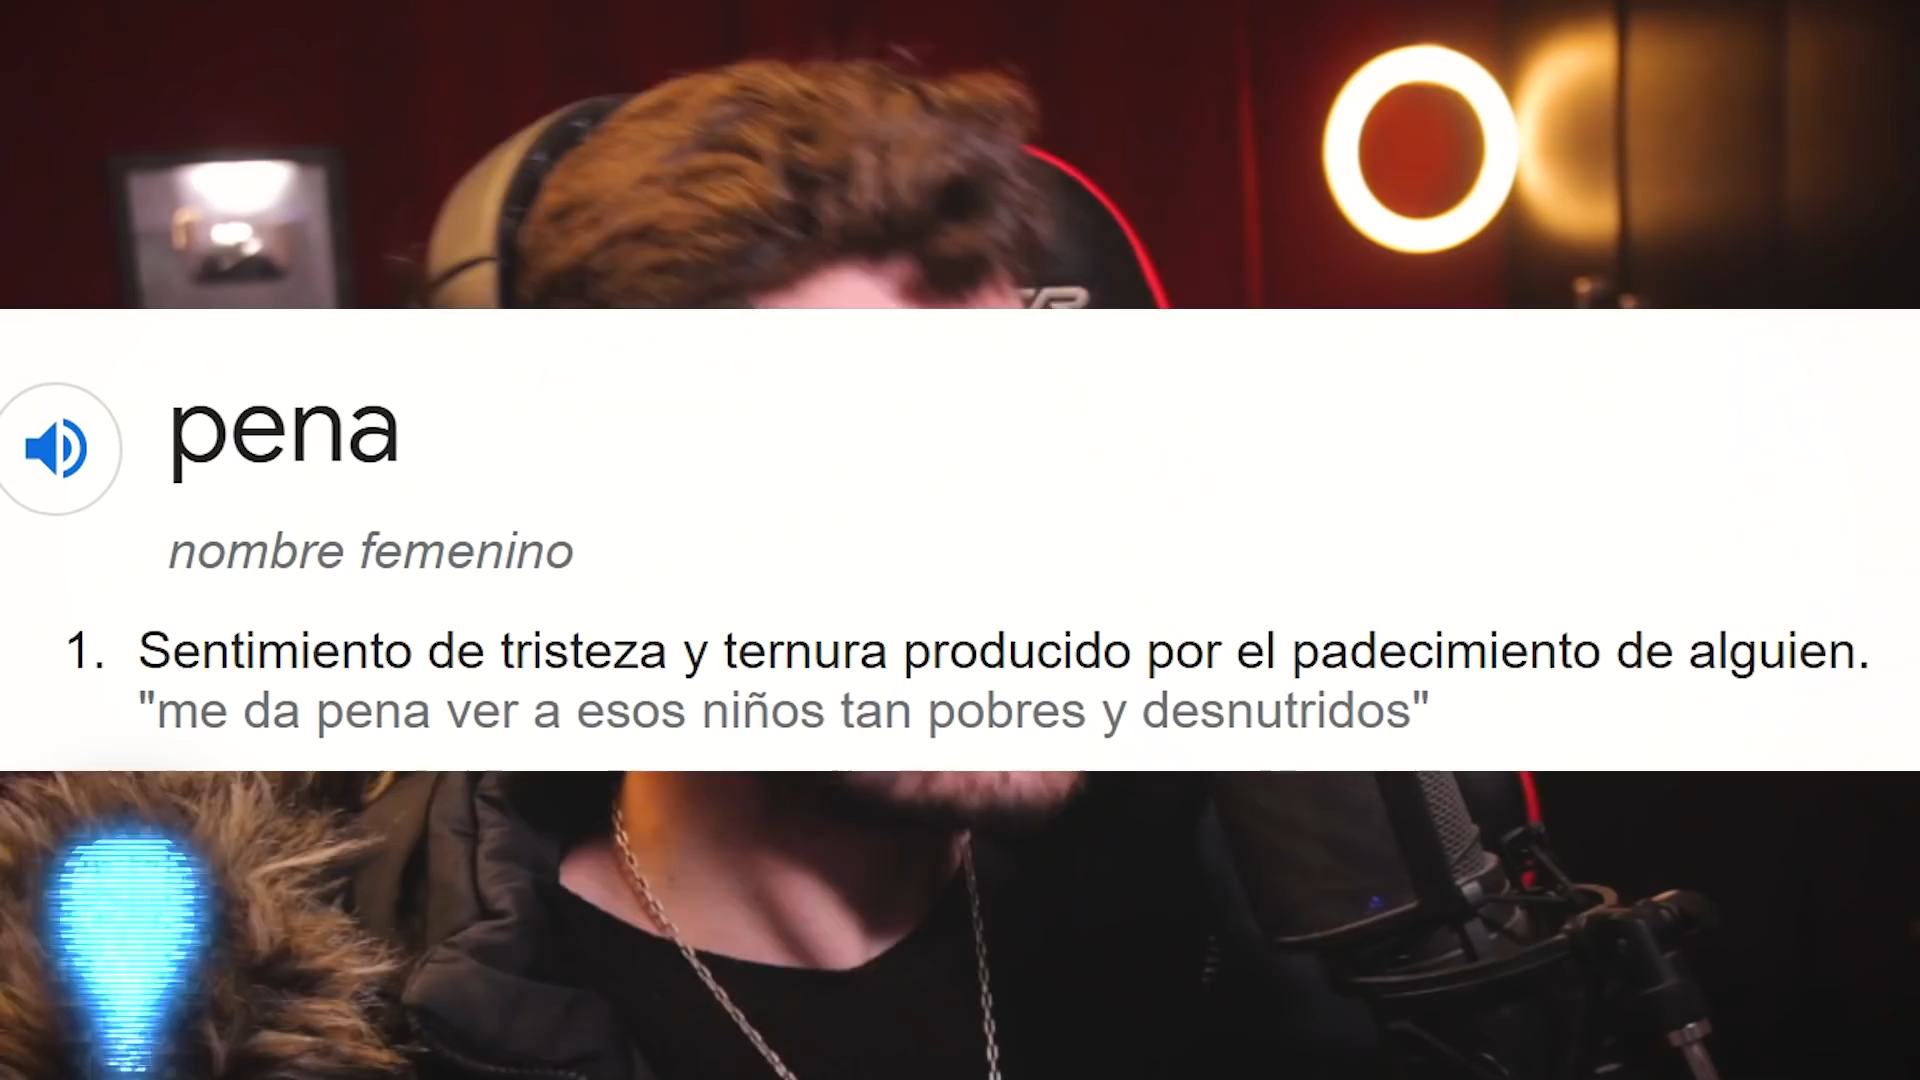 pena
nombre femenino
1. Sentimiento de tristeza y ternura producido por el padecimiento de alguien.
"me da pena ver a esos niños tan pobres y desnutridos"